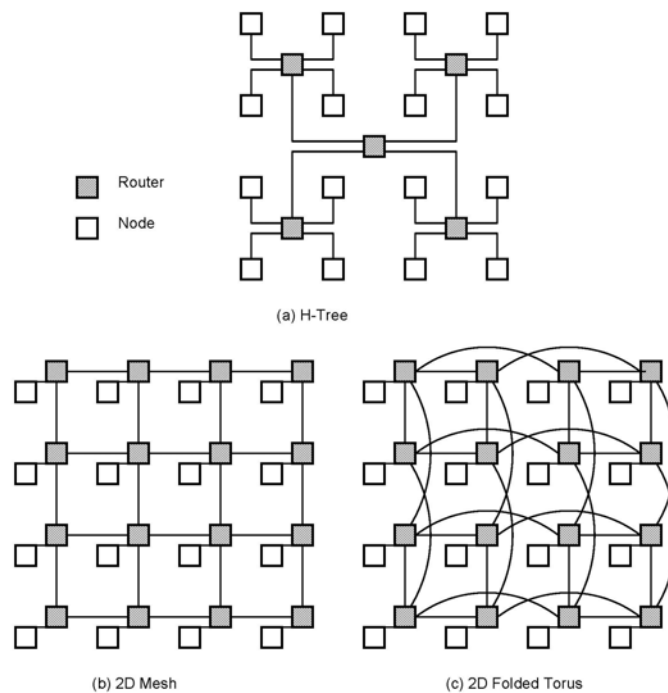 Router
Node
(a) H-Tree
(b) 2D Mesh
(c) 2D Folded Torus